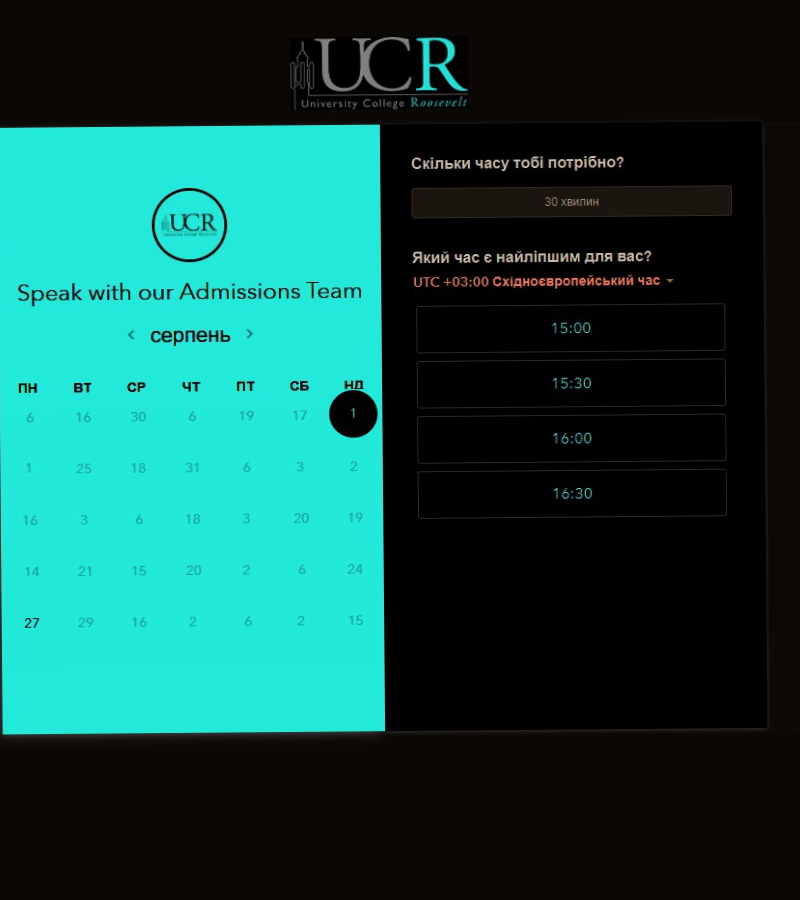 UCR
University College Roosevelt
UCR
Speak with our Admissions Team
серпень
ПН ВТ СР ЧТ ПТ СБ НД
6 16 30 6 19 17 1
1 25 18 31 6 3 2
16 3 6 18 3 20 19
14 21 15 20 2 6 24
27 29 16 2 6 2 15
Скільки часу тобі потрібно?
30 хвилин
Який час є найліпшим для вас?
UTC +03:00 Східноєвропейський час
15:00
15:30
16:00
16:30